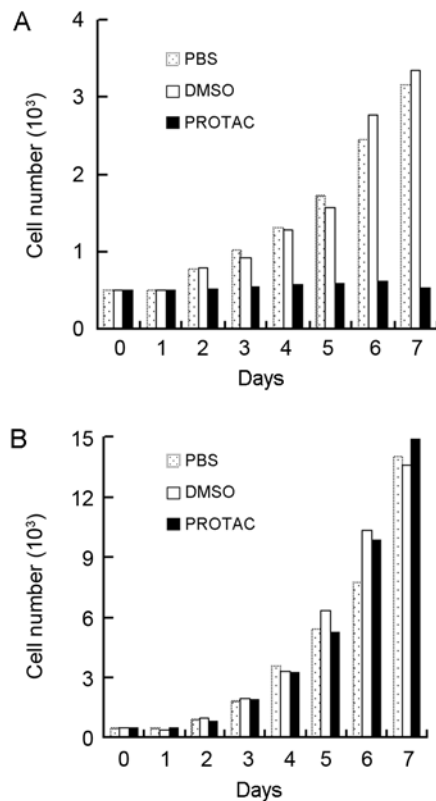 A
Cell number (10³)
4
3
2
1
0
PBS
DMSO
PROTAC
0 1 2 3 4 5 6 7
Days
B
Cell number (10³)
15
12
9
6
3
0
PBS
DMSO
PROTAC
0 1 2 3 4 5 6 7
Days